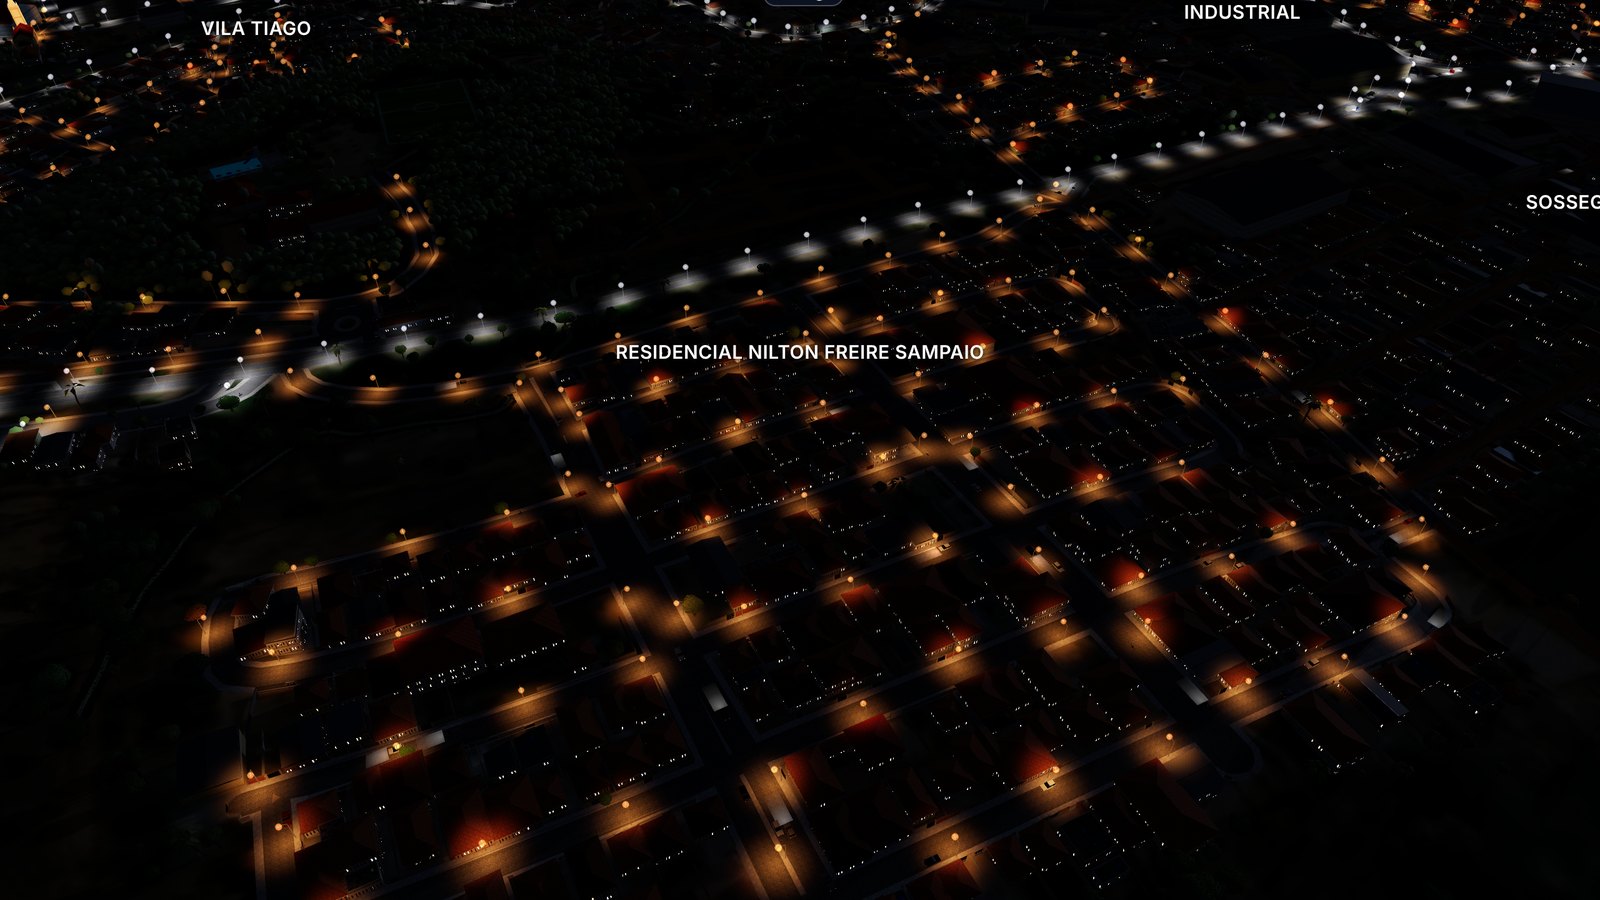 INDUSTRIAL
VILA TIAGO
SOSSEG
RESIDENCIAL NILTON FREIRE SAMPAIO